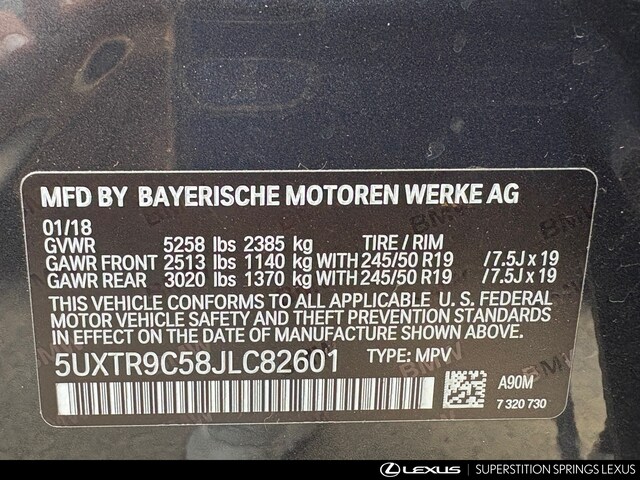 MFD BY BAYERISCHE MOTOREN WERKE AG
01/18
GVWR 5258 lbs 2385 kg TIRE / RIM
GAWR FRONT 2513 lbs 1140 kg WITH 245/50 R19 /7.5J x 19
GAWR REAR 3020 lbs 1370 kg WITH 245/50 R19 /7.5J x 19
THIS VEHICLE CONFORMS TO ALL APPLICABLE U. S. FEDERAL
MOTOR VEHICLE SAFETY AND THEFT PREVENTION STANDARDS
IN EFFECT ON THE DATE OF MANUFACTURE SHOWN ABOVE.
5UXTR9C58JLC82601 TYPE: MPV
A90M
7 320 730
LEXUS | SUPERSTITION SPRINGS LEXUS